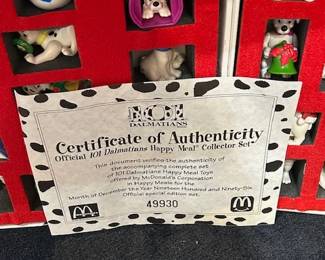 101
DALMATIANS
Certificate of Authenticity
Official 101 Dalmatians Happy Meal Collector Set
This document verifies the authenticity of
the accompanying complete set
of 101 Dalmatians Happy Meal Toys
offered by McDonald's Corporation
in Happy Meals for the
Month of December the Year Nineteen Hundred and Ninety-Six
Official special edition set
49930